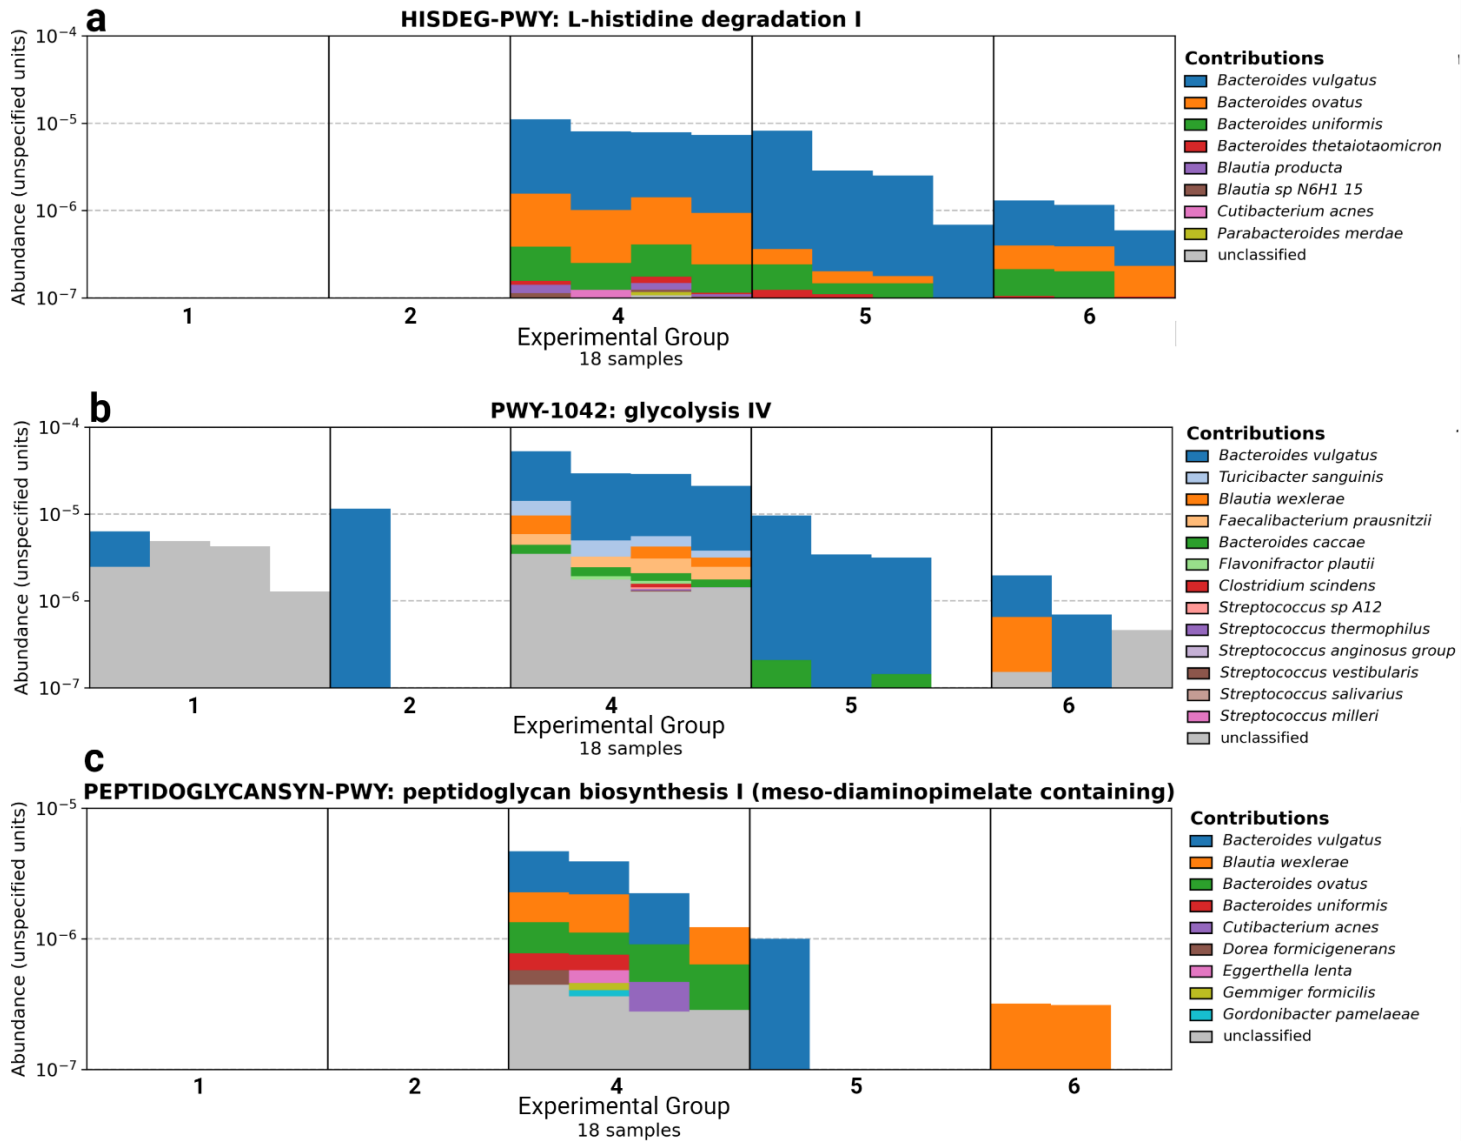 a
HISDEG-PWY: L-histidine degradation I
Abundance (unspecified units)
10−4
10−5
10−6
10−7
1
2
4
5
6
Experimental Group
18 samples
Contributions
Bacteroides vulgatus
Bacteroides ovatus
Bacteroides uniformis
Bacteroides thetaiotaomicron
Blautia producta
Blautia sp N6H1 15
Cutibacterium acnes
Parabacteroides merdae
unclassified
b
PWY-1042: glycolysis IV
Abundance (unspecified units)
10−4
10−5
10−6
10−7
1
2
4
5
6
Experimental Group
18 samples
Contributions
Bacteroides vulgatus
Turicibacter sanguinis
Blautia wexlerae
Faecalibacterium prausnitzii
Bacteroides caccae
Flavonifractor plautii
Clostridium scindens
Streptococcus sp A12
Streptococcus thermophilus
Streptococcus anginosus group
Streptococcus vestibularis
Streptococcus salivarius
Streptococcus milleri
unclassified
c
PEPTIDOGLYCANSYN-PWY: peptidoglycan biosynthesis I (meso-diaminopimelate containing)
Abundance (unspecified units)
10−5
10−6
10−7
1
2
4
5
6
Experimental Group
18 samples
Contributions
Bacteroides vulgatus
Blautia wexlerae
Bacteroides ovatus
Bacteroides uniformis
Cutibacterium acnes
Dorea formicigenerans
Eggerthella lenta
Gemmiger formicilis
Gordonibacter pamelaeae
unclassified